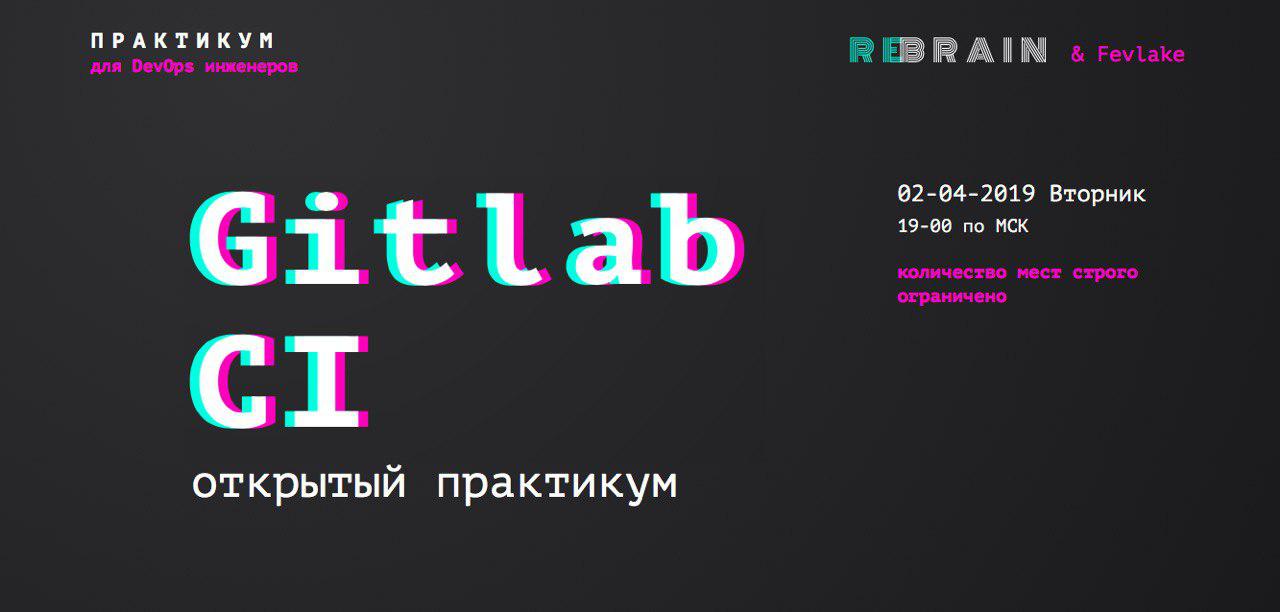 ПРАКТИКУМ
для DevOps инженеров
REBRAIN & Fevlake
Gitlab
CI
открытый практикум
02-04-2019 Вторник
19-00 по МСК
количество мест строго
ограничено